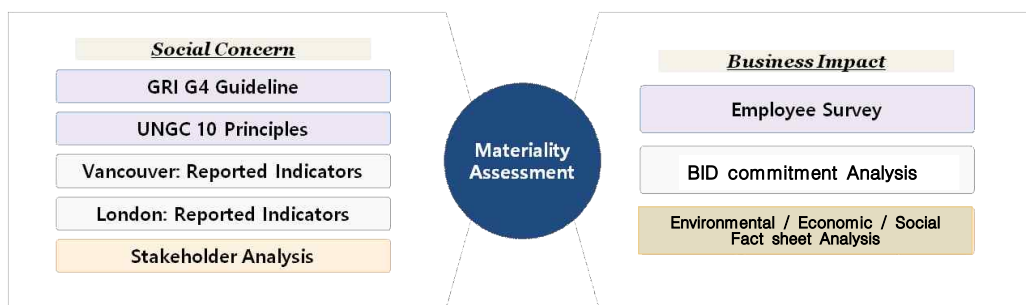 Social Concern
GRI G4 Guideline
UNGC 10 Principles
Vancouver: Reported Indicators
London: Reported Indicators
Stakeholder Analysis
Materiality
Assessment
Business Impact
Employee Survey
BID commitment Analysis
Environmental / Economic / Social
Fact sheet Analysis